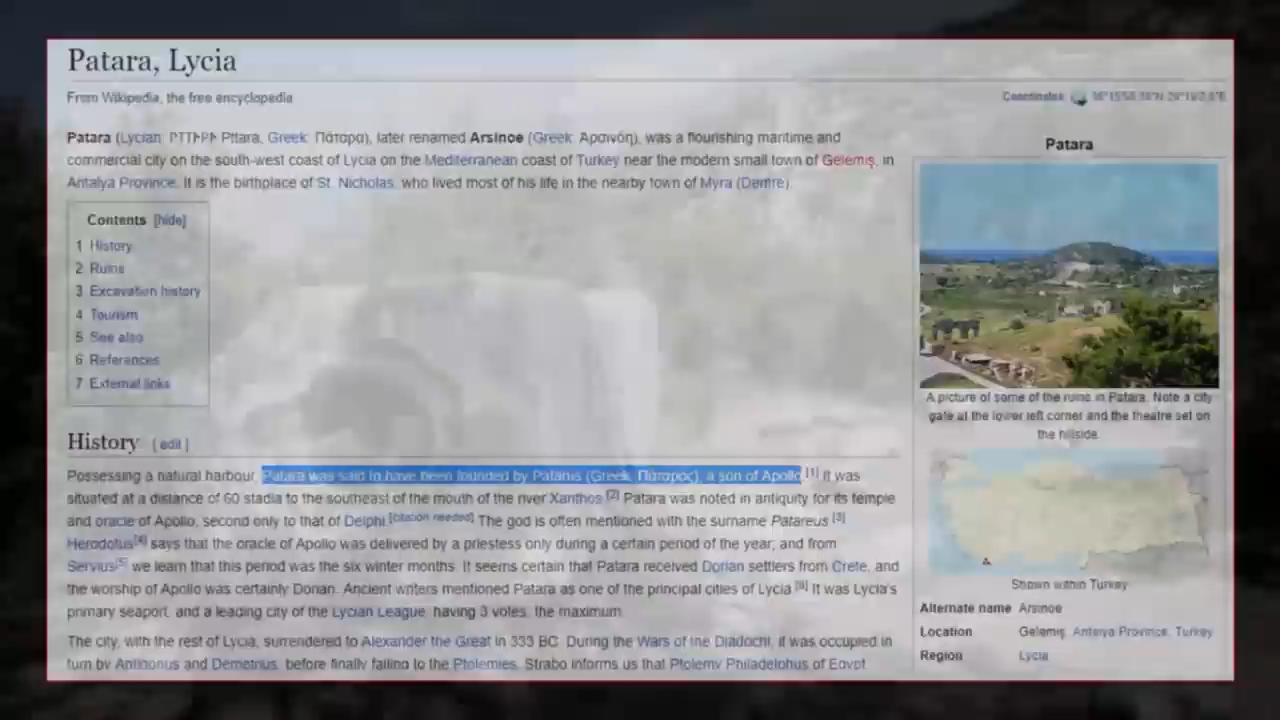 Patara, Lycia
From Wikipedia, the free encyclopedia
Coordinates
Patara (Lycian: 𐊓𐊗𐊗𐊀𐊕𐊀 Pttara, Greek: Πάταρα), later renamed Arsinoe (Greek: Ἀρσινόη), was a flourishing maritime and
commercial city on the south-west coast of Lycia on the Mediterranean coast of Turkey near the modern small town of Gelemiş, in
Antalya Province. It is the birthplace of St. Nicholas, who lived most of his life in the nearby town of Myra (Demre).
Contents [hide]
1 History
2 Ruins
3 Excavation history
4 Tourism
5 See also
6 References
7 External links
History [ edit ]
Possessing a natural harbour, Patara was said to have been founded by Patarus (Greek: Πάταρος), a son of Apollo.[1] It was
situated at a distance of 60 stadia to the southeast of the mouth of the river Xanthos.[2] Patara was noted in antiquity for its temple
and oracle of Apollo, second only to that of Delphi.[citation needed] The god is often mentioned with the surname Patareus.[3]
Herodotus[4] says that the oracle of Apollo was delivered by a priestess only during a certain period of the year; and from
Servius[5] we learn that this period was the six winter months. It seems certain that Patara received Dorian settlers from Crete, and
the worship of Apollo was certainly Dorian. Ancient writers mentioned Patara as one of the principal cities of Lycia.[6] It was Lycia's
primary seaport, and a leading city of the Lycian League, having 3 votes, the maximum.
The city, with the rest of Lycia, surrendered to Alexander the Great in 333 BC. During the Wars of the Diadochi, it was occupied in
turn by Antigonus and Demetrius, before finally falling to the Ptolemies. Strabo informs us that Ptolemy Philadelphus of Egypt
Patara
A picture of some of the ruins in Patara. Note a city
gate at the lower left corner and the theatre set on
the hillside.
Shown within Turkey
Alternate name Arsinoe
Location Gelemiş, Antalya Province, Turkey
Region Lycia